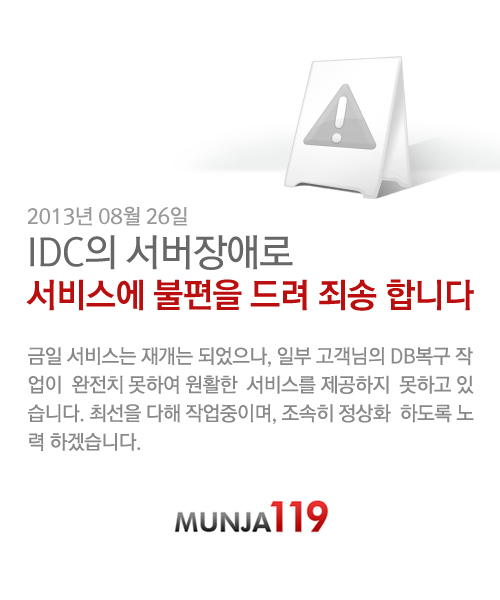 2013년 08월 26일
IDC의 서버장애로
서비스에 불편을 드려 죄송 합니다
금일 서비스는 재개는 되었으나, 일부 고객님의 DB복구 작
업이 완전치 못하여 원활한 서비스를 제공하지 못하고 있
습니다. 최선을 다해 작업중이며, 조속히 정상화 하도록 노
력 하겠습니다.
MUNJA119